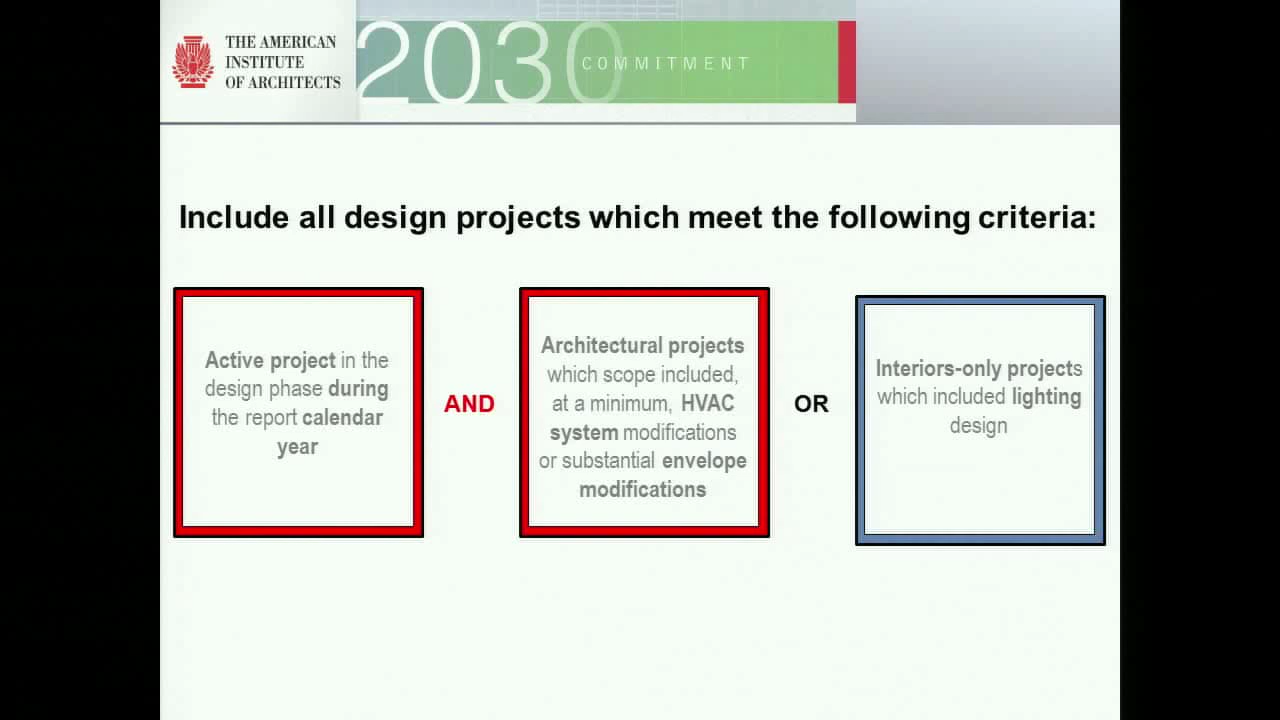 THE AMERICAN
INSTITUTE
OF ARCHITECTS
2030
COMMITMENT
Include all design projects which meet the following criteria:
Active project in the
design phase during
the report calendar
year
AND
Architectural projects
which scope included,
at a minimum, HVAC
system modifications
or substantial envelope
modifications
OR
Interiors-only projects
which included lighting
design